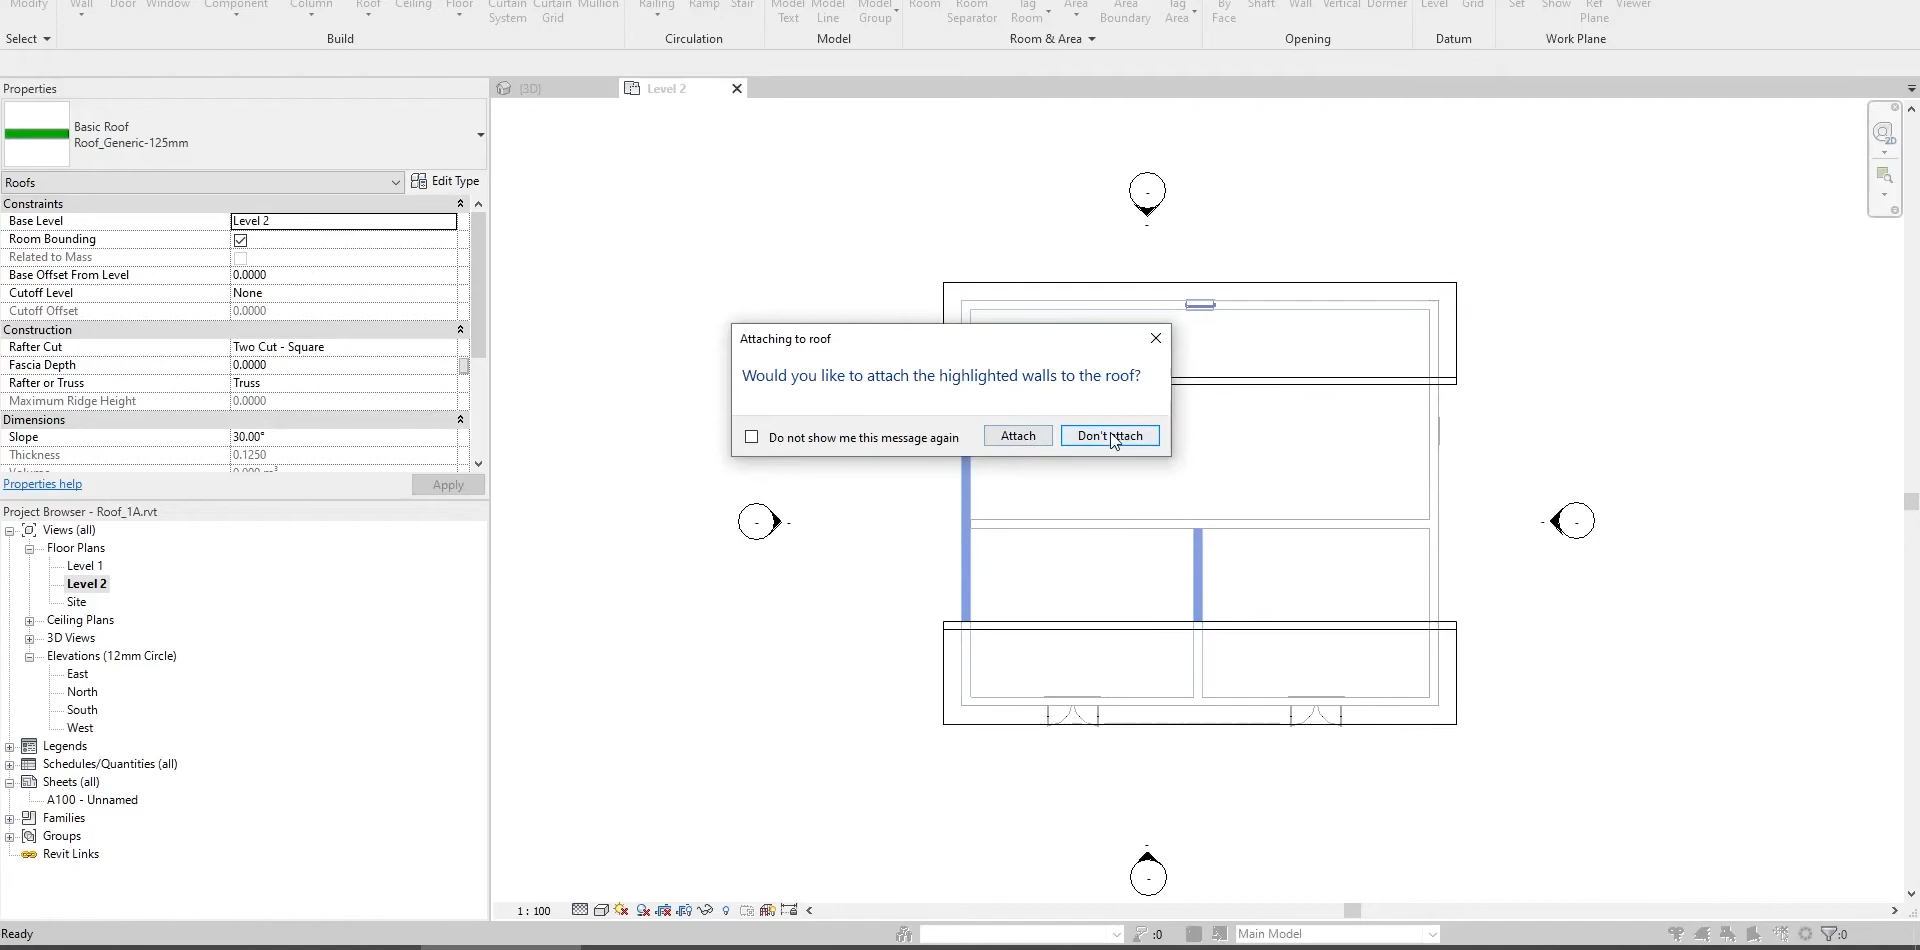 Modify Wall Door Window Component Column Roof Ceiling Floor Curtain System Curtain Grid Mullion Railing Ramp Stair Model Text Model Line Model Group Room Room Separator Tag Room Area Area Boundary Tag Area By Face Shaft Wall Vertical Dormer Level Grid Set Show Ref Plane Viewer
Select Build Circulation Model Room & Area Opening Datum Work Plane
Properties
(3D)
Level 2
Basic Roof
Roof_Generic-125mm
2D
Roofs
Edit Type
Constraints
Base Level Level 2
Room Bounding
Related to Mass
Base Offset From Level 0.0000
Cutoff Level None
Cutoff Offset 0.0000
Construction
Rafter Cut Two Cut - Square
Fascia Depth 0.0000
Rafter or Truss Truss
Maximum Ridge Height 0.0000
Dimensions
Slope 30.00°
Thickness 0.1250
Volume 0.000 m³
Properties help
Apply
Attaching to roof
Would you like to attach the highlighted walls to the roof?
Do not show me this message again
Attach
Don't attach
Project Browser - Roof_1A.rvt
Views (all)
Floor Plans
Level 1
Level 2
Site
Ceiling Plans
3D Views
Elevations (12mm Circle)
East
North
South
West
Legends
Schedules/Quantities (all)
Sheets (all)
A100 - Unnamed
Families
Groups
Revit Links
1 : 100
Ready
:0
Main Model
:0